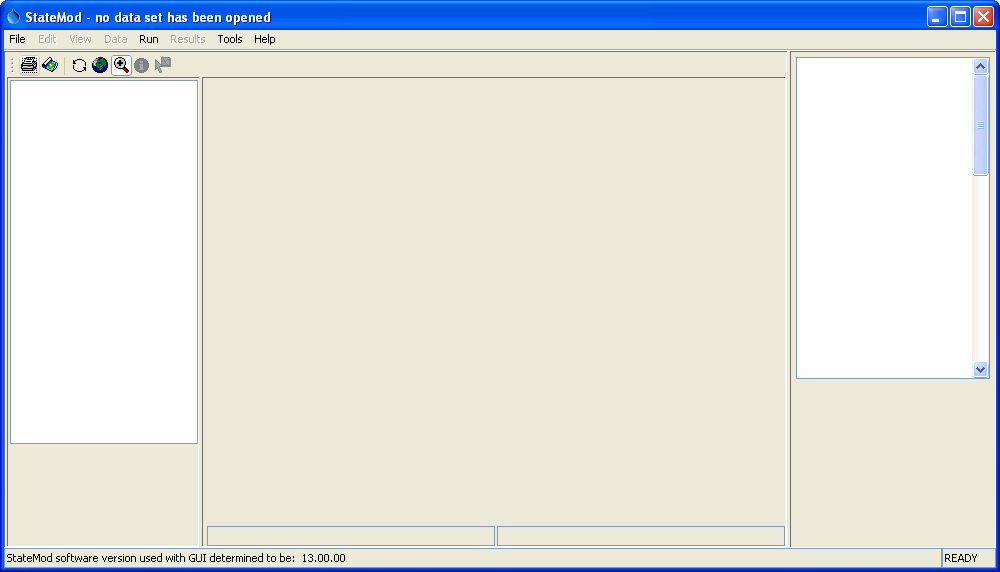 StateMod - no data set has been opened
File Edit View Data Run Results Tools Help
StateMod software version used with GUI determined to be: 13.00.00
READY